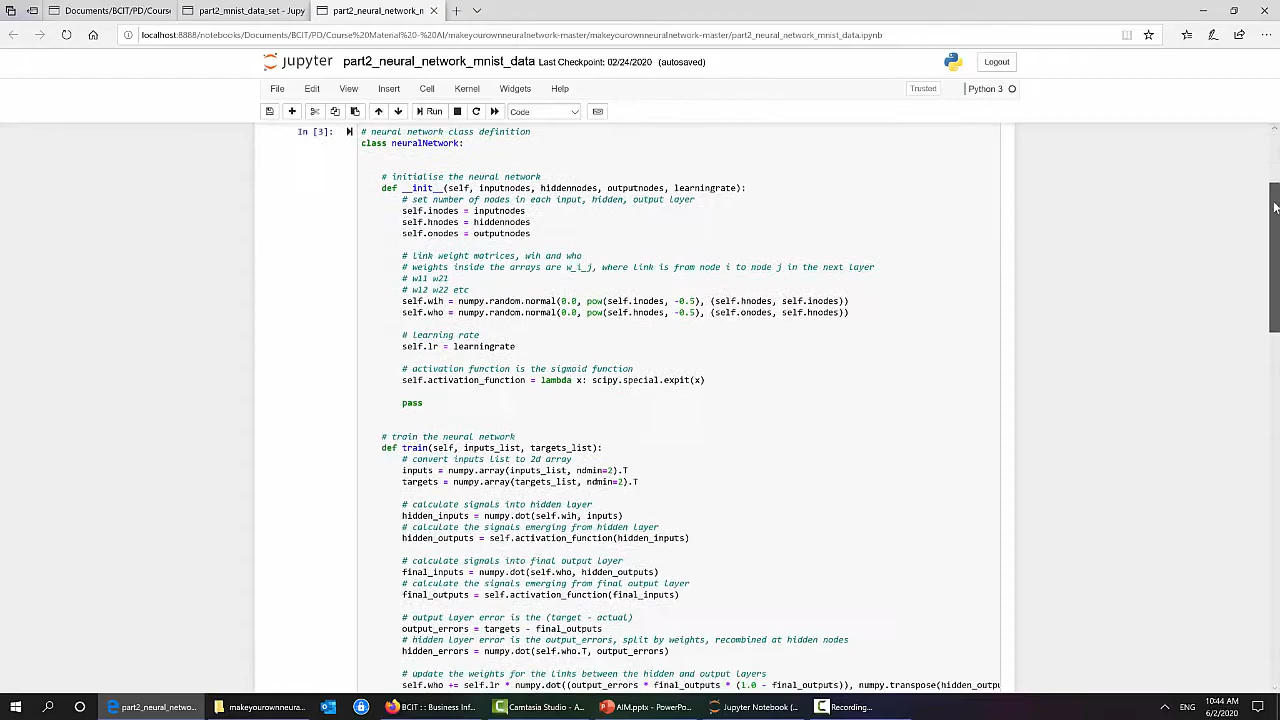 Documents/BCIT/PD/Cours
part2_mnist_data_set - Jupy
part2_neural_network_n
localhost:8888/notebooks/Documents/BCIT/PD/Course%20Material%20-%20AI/makeyourownneuralnetwork-master/makeyourownneuralnetwork-master/part2_neural_network_mnist_data.ipynb
jupyter part2_neural_network_mnist_data Last Checkpoint: 02/24/2020 (autosaved)
Logout
File Edit View Insert Cell Kernel Widgets Help
Trusted
Python 3
Run
Code
In [3]:
# neural network class definition
class neuralNetwork:
# initialise the neural network
def __init__(self, inputnodes, hiddennodes, outputnodes, learningrate):
# set number of nodes in each input, hidden, output layer
self.inodes = inputnodes
self.hnodes = hiddennodes
self.onodes = outputnodes
# link weight matrices, wih and who
# weights inside the arrays are w_i_j, where link is from node i to node j in the next layer
# w11 w21
# w12 w22 etc
self.wih = numpy.random.normal(0.0, pow(self.inodes, -0.5), (self.hnodes, self.inodes))
self.who = numpy.random.normal(0.0, pow(self.hnodes, -0.5), (self.onodes, self.hnodes))
# learning rate
self.lr = learningrate
# activation function is the sigmoid function
self.activation_function = lambda x: scipy.special.expit(x)
pass
# train the neural network
def train(self, inputs_list, targets_list):
# convert inputs list to 2d array
inputs = numpy.array(inputs_list, ndmin=2).T
targets = numpy.array(targets_list, ndmin=2).T
# calculate signals into hidden layer
hidden_inputs = numpy.dot(self.wih, inputs)
# calculate the signals emerging from hidden layer
hidden_outputs = self.activation_function(hidden_inputs)
# calculate signals into final output layer
final_inputs = numpy.dot(self.who, hidden_outputs)
# calculate the signals emerging from final output layer
final_outputs = self.activation_function(final_inputs)
# output layer error is the (target - actual)
output_errors = targets - final_outputs
# hidden layer error is the output_errors, split by weights, recombined at hidden nodes
hidden_errors = numpy.dot(self.who.T, output_errors)
# update the weights for the links between the hidden and output layers
self.who += self.lr * numpy.dot((output_errors * final_outputs * (1.0 - final_outputs)), numpy.transpose(hidden_outpu
part2_neural_netwo...
makeyourownneura...
BCIT :: Business Inf...
Camtasia Studio - A...
AIM.pptx - PowerPo...
Jupyter Notebook (...
Recording...
ENG
10:44 AM
6/2/2020